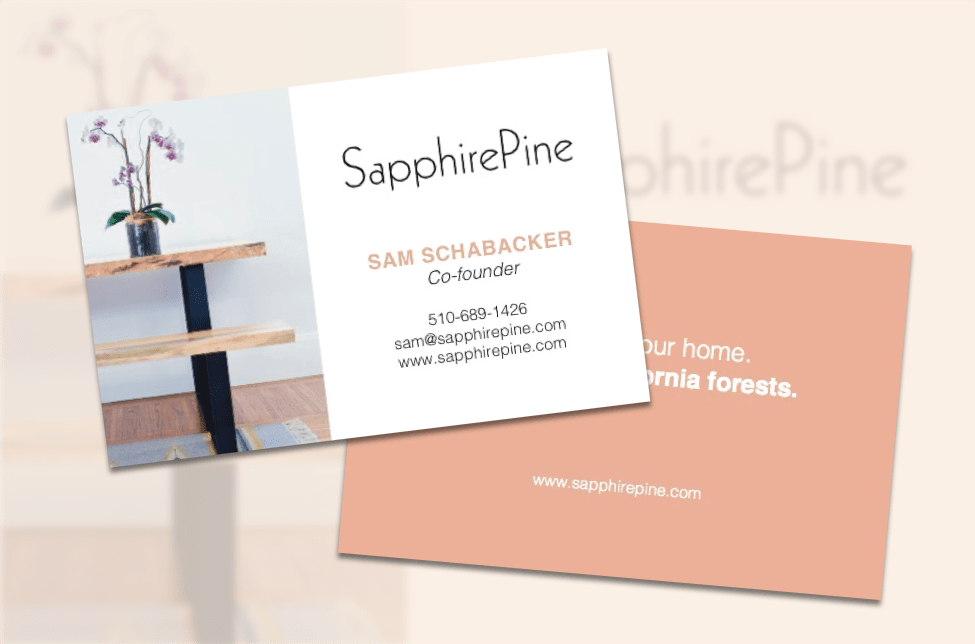 SapphirePine
SAM SCHABACKER
Co-founder
510-689-1426
sam@sapphirepine.com
www.sapphirepine.com
phirePine
our home.
ornia forests.
www.sapphirepine.com